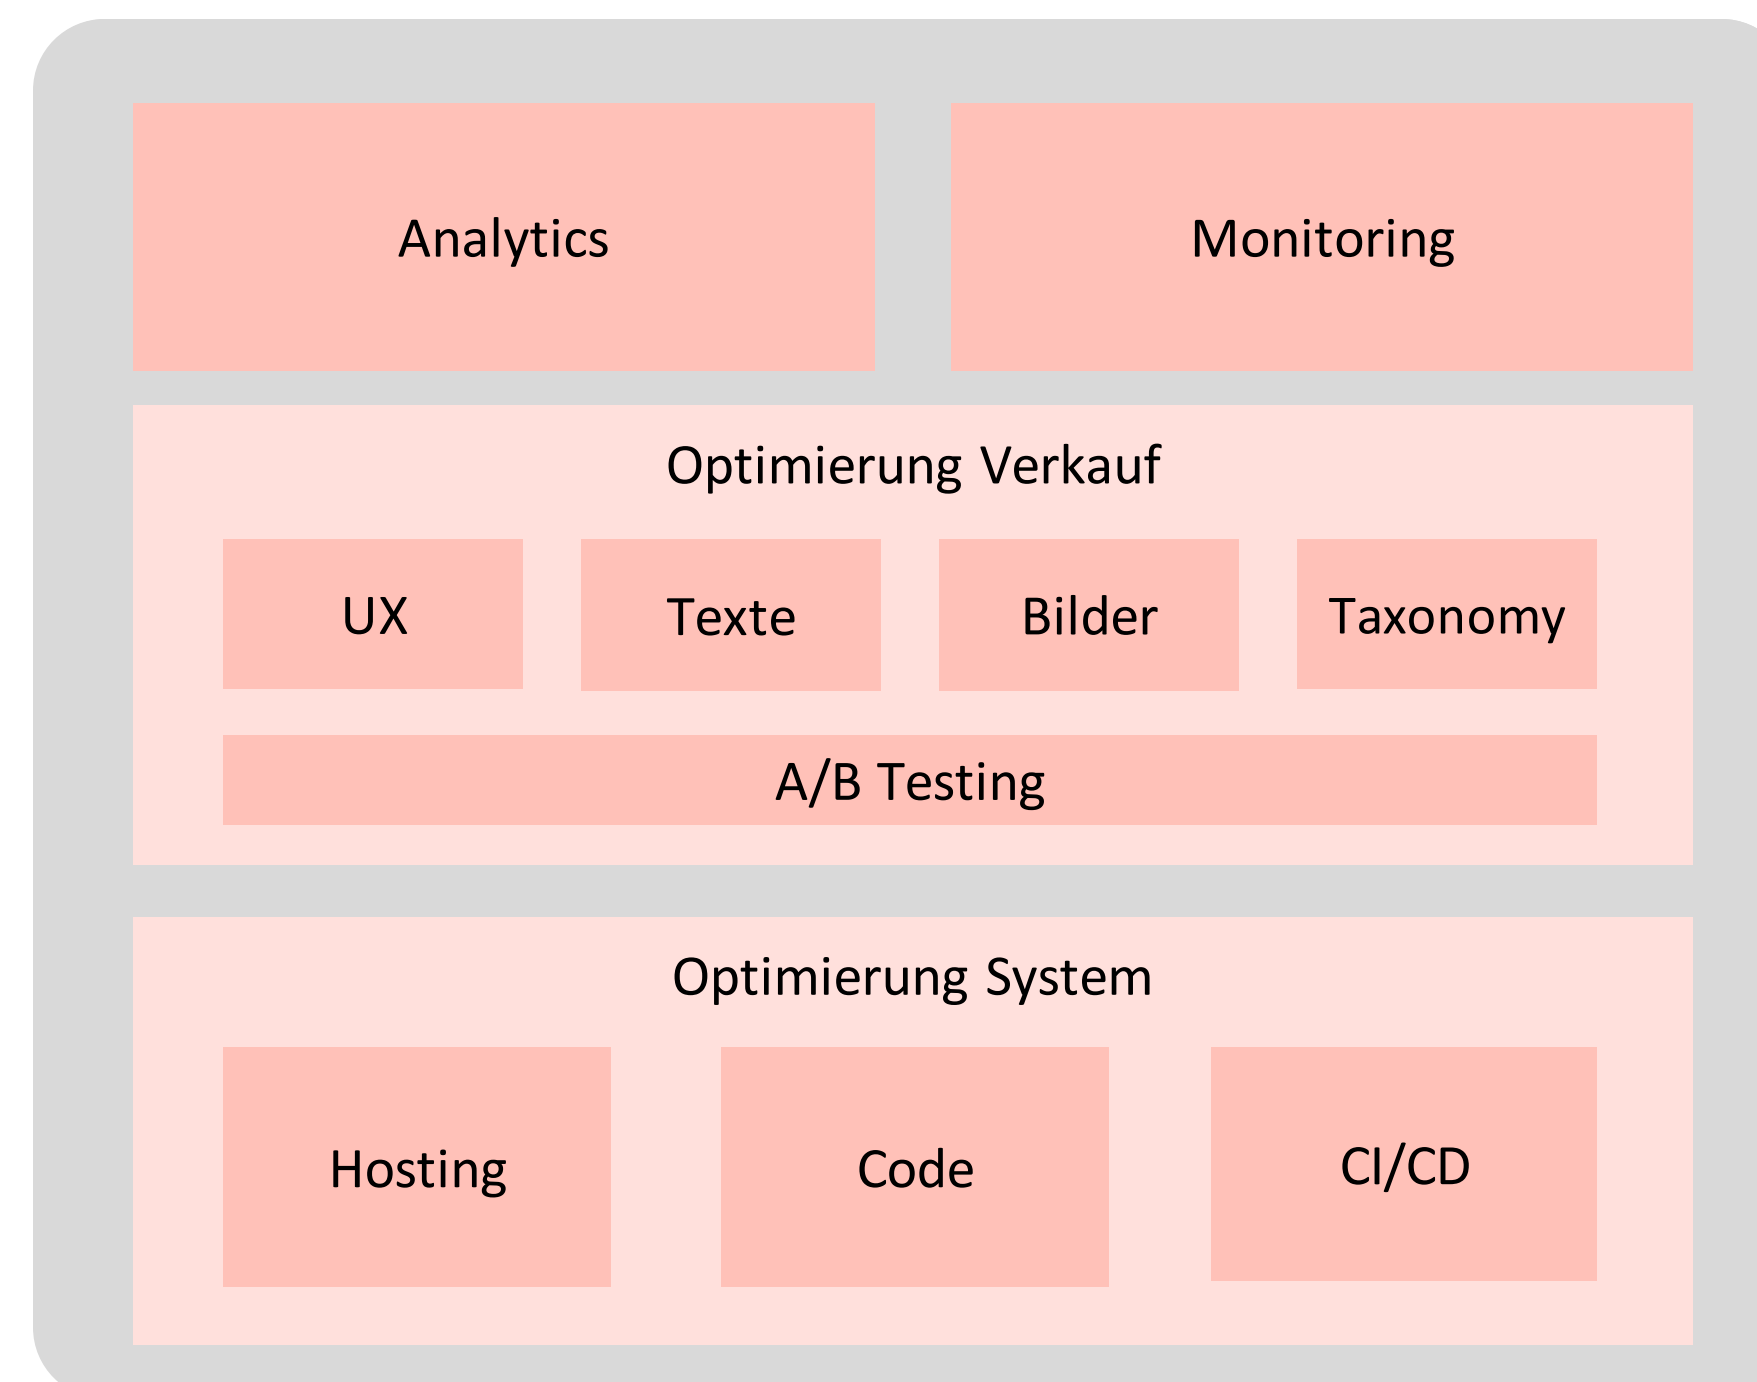 Analytics
Monitoring
Optimierung Verkauf
UX
Texte
Bilder
Taxonomy
A/B Testing
Optimierung System
Hosting
Code
CI/CD